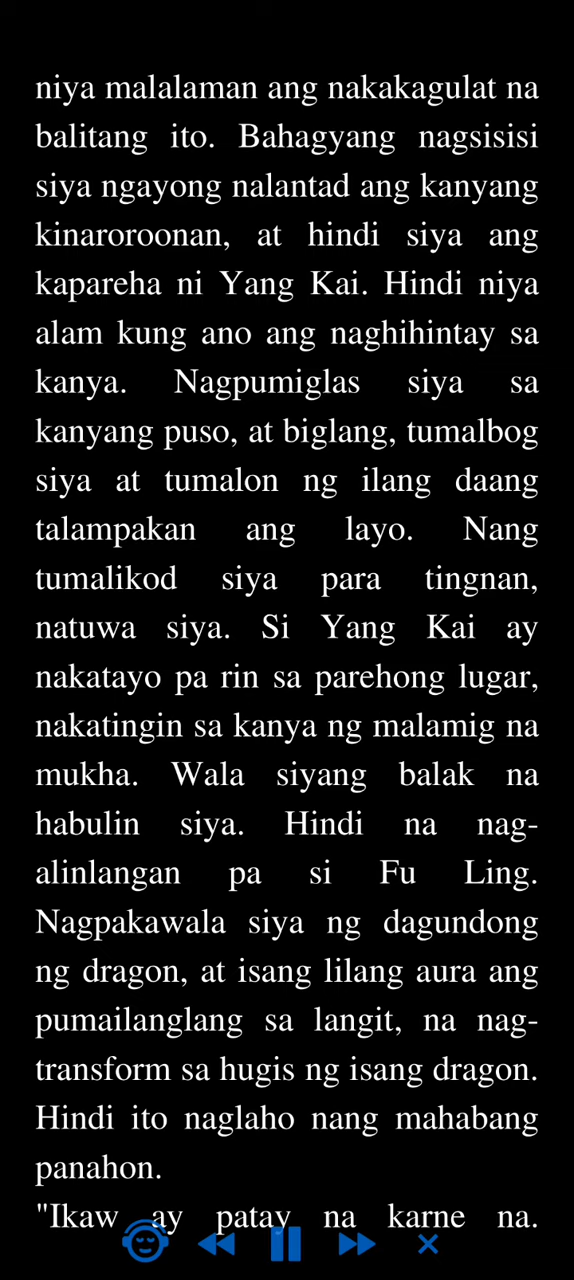 niya malalaman ang nakakagulat na
balitang ito. Bahagyang nagsisisi
siya ngayong nalantad ang kanyang
kinaroroonan, at hindi siya ang
kapareha ni Yang Kai. Hindi niya
alam kung ano ang naghihintay sa
kanya. Nagpumiglas siya sa
kanyang puso, at biglang, tumalbog
siya at tumalon ng ilang daang
talampakan ang layo. Nang
tumalikod siya para tingnan,
natuwa siya. Si Yang Kai ay
nakatayo pa rin sa parehong lugar,
nakatingin sa kanya ng malamig na
mukha. Wala siyang balak na
habulin siya. Hindi na nag-
alinlangan pa si Fu Ling.
Nagpakawala siya ng dagundong
ng dragon, at isang lilang aura ang
pumailanglang sa langit, na nag-
transform sa hugis ng isang dragon.
Hindi ito naglaho nang mahabang
panahon.
"Ikaw ay patay na karne na.